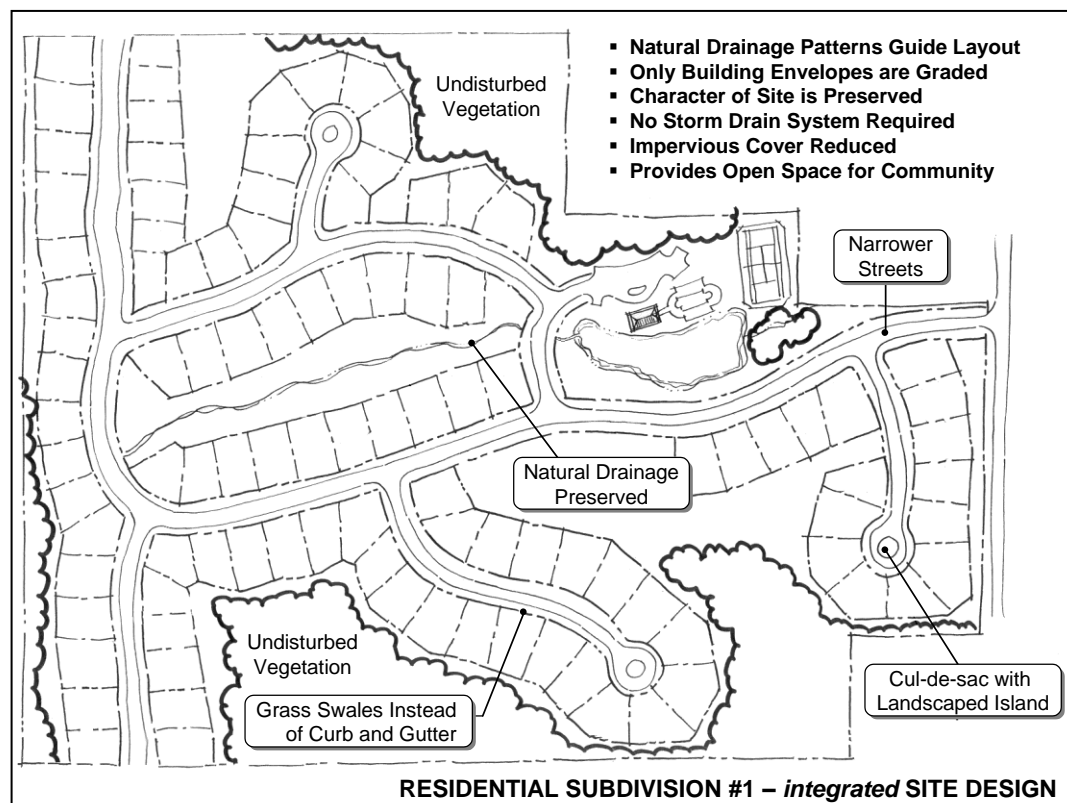 ▪ Natural Drainage Patterns Guide Layout
▪ Only Building Envelopes are Graded
▪ Character of Site is Preserved
▪ No Storm Drain System Required
▪ Impervious Cover Reduced
▪ Provides Open Space for Community
Undisturbed
Vegetation
Narrower
Streets
Natural Drainage
Preserved
Undisturbed
Vegetation
Grass Swales Instead
of Curb and Gutter
Cul-de-sac with
Landscaped Island
RESIDENTIAL SUBDIVISION #1 – integrated SITE DESIGN